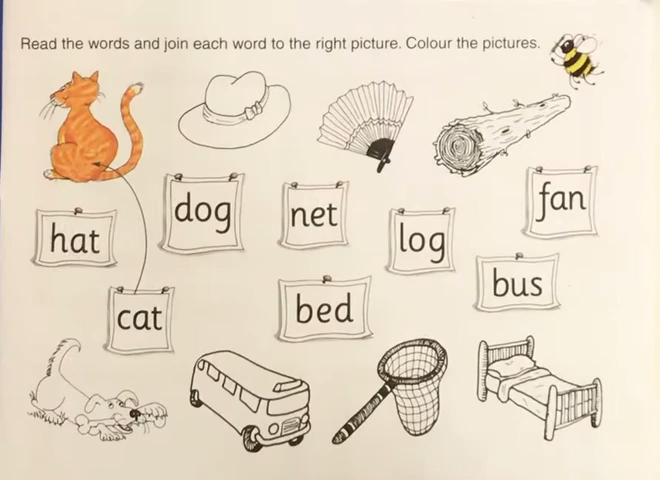 Read the words and join each word to the right picture. Colour the pictures.
hat
dog
net
log
fan
cat
bed
bus